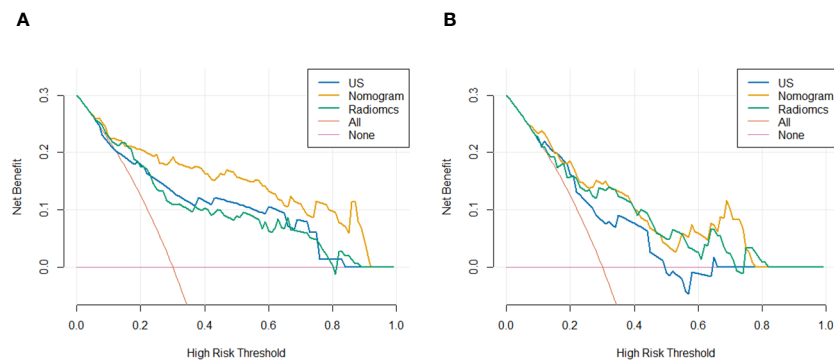 A
US
Nomogram
Radiomcs
All
None
Net Benefit
0.3
0.2
0.1
0.0
0.0 0.2 0.4 0.6 0.8 1.0
High Risk Threshold
B
US
Nomogram
Radiomcs
All
None
Net Benefit
0.3
0.2
0.1
0.0
0.0 0.2 0.4 0.6 0.8 1.0
High Risk Threshold